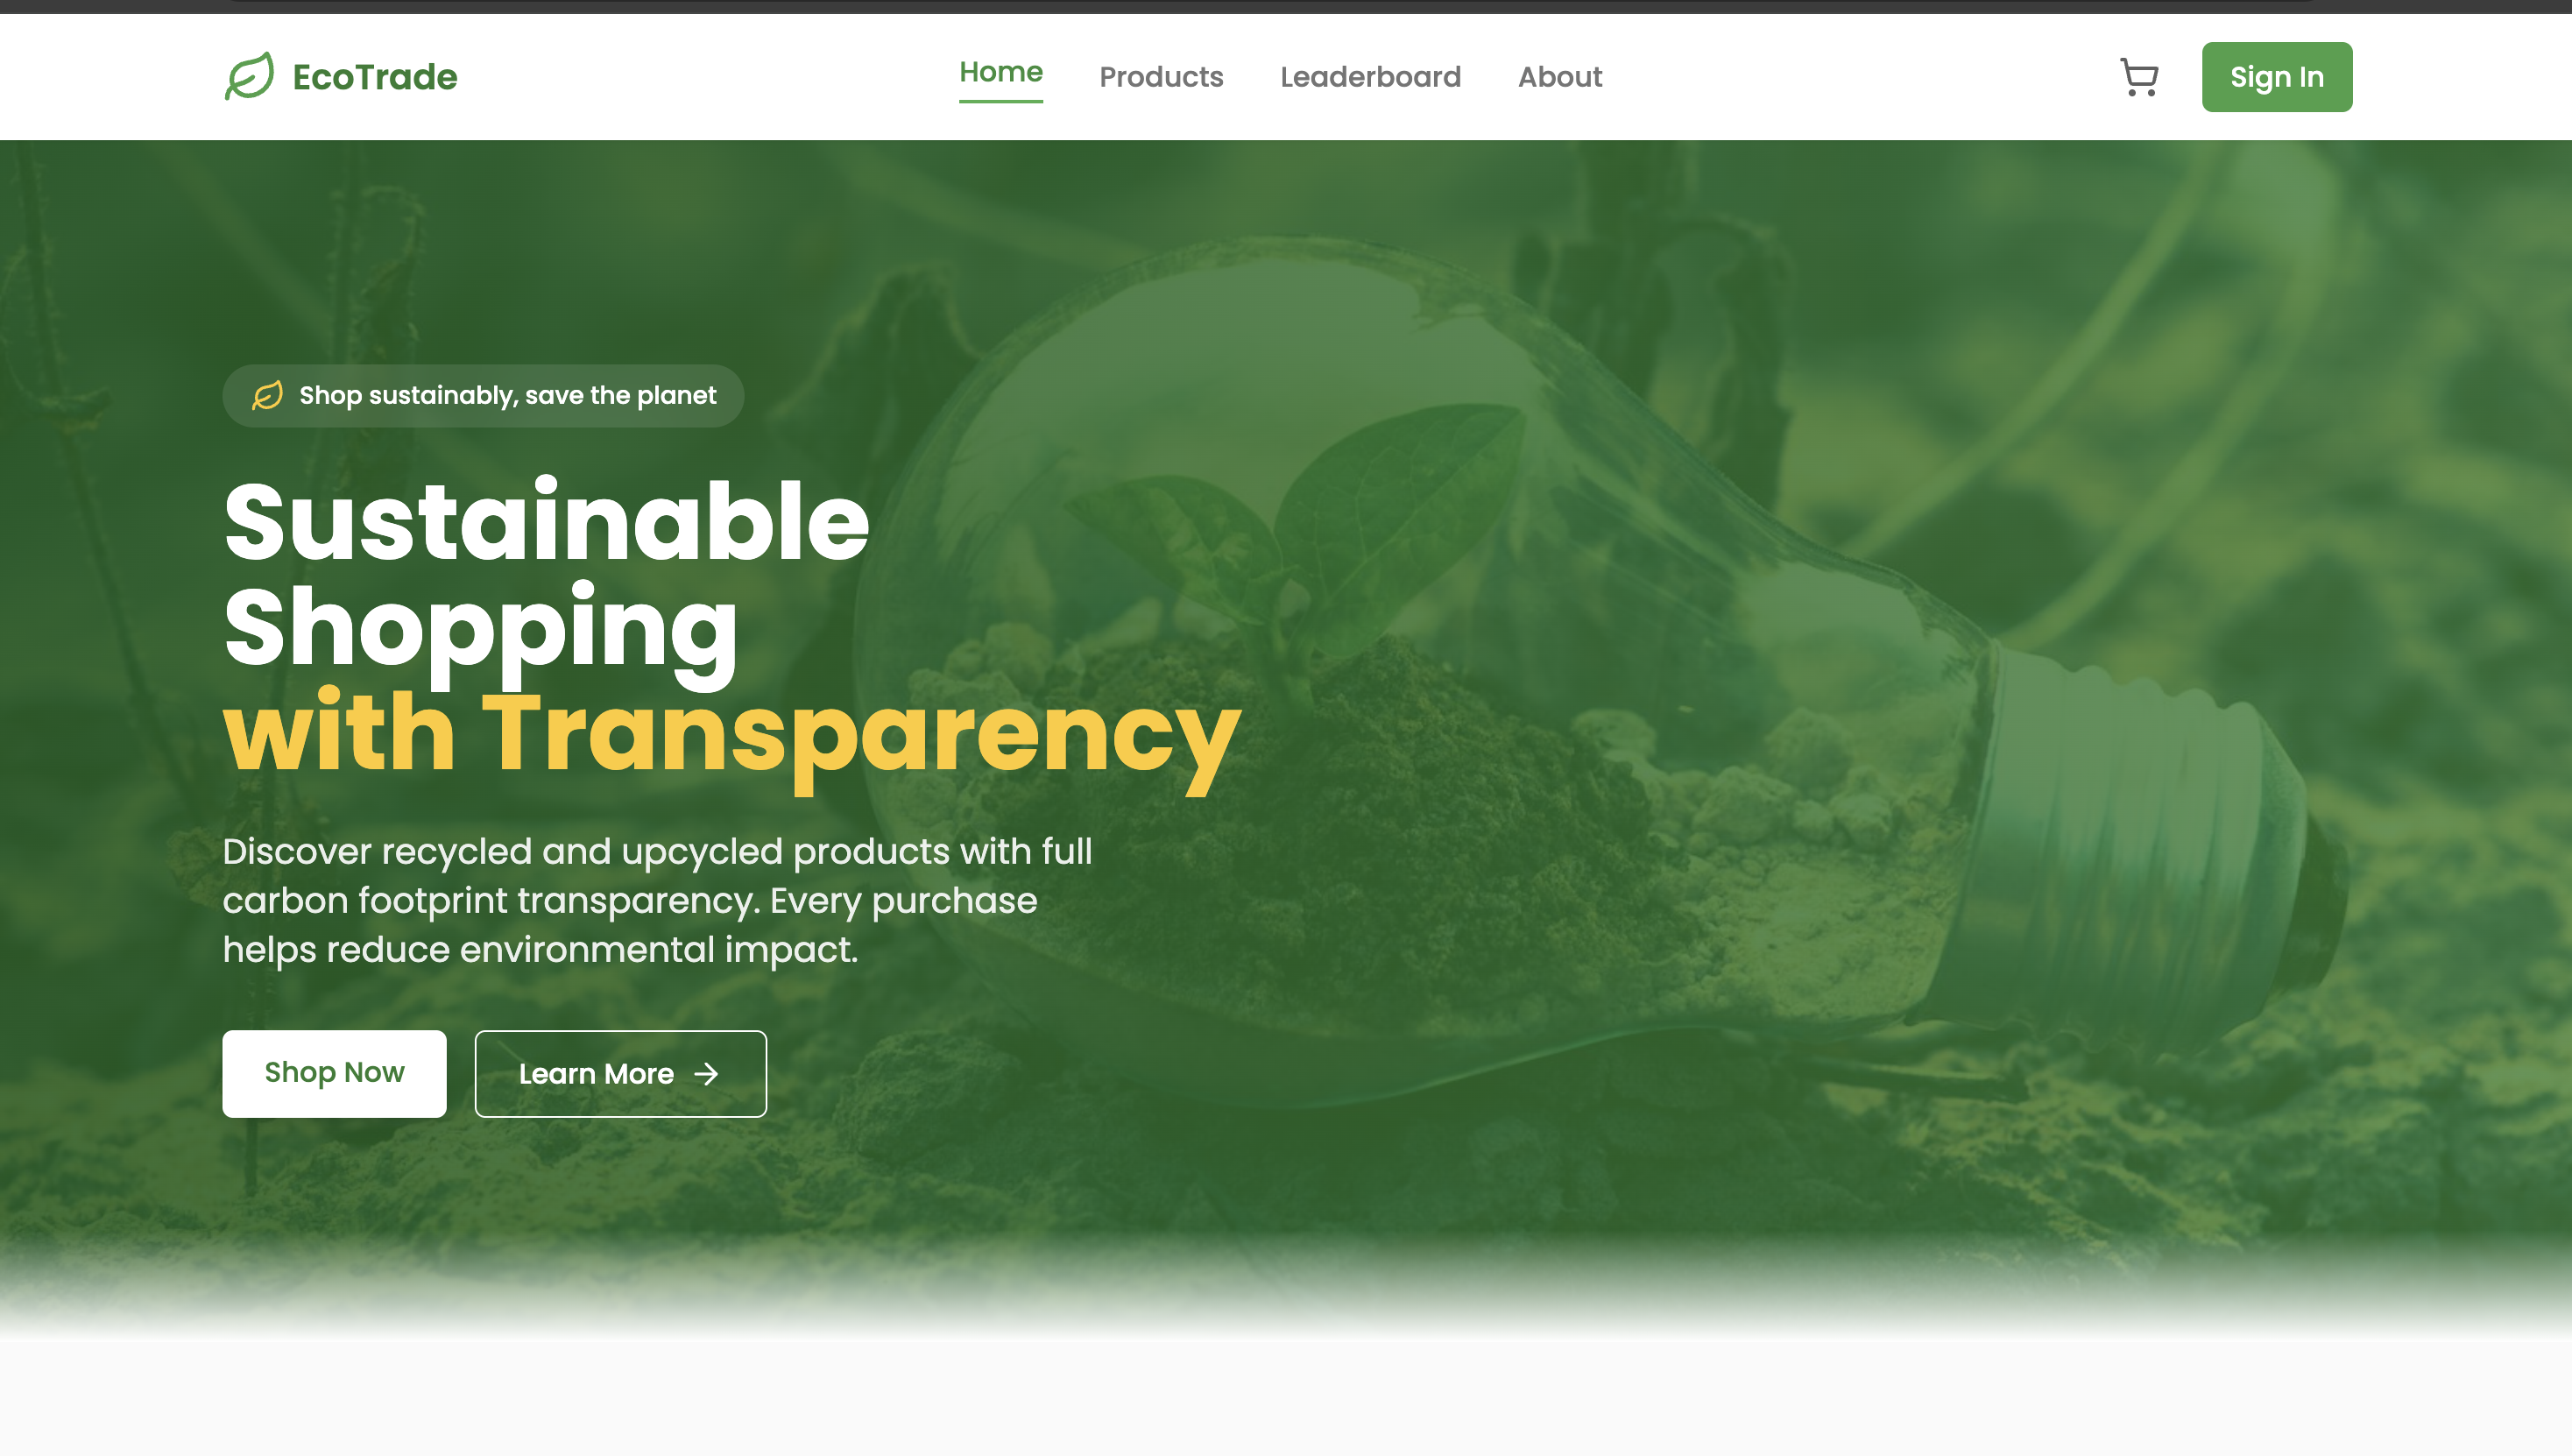 EcoTrade
Home
Products
Leaderboard
About
Sign In
Shop sustainably, save the planet
Sustainable
Shopping
with Transparency
Discover recycled and upcycled products with full
carbon footprint transparency. Every purchase
helps reduce environmental impact.
Shop Now
Learn More